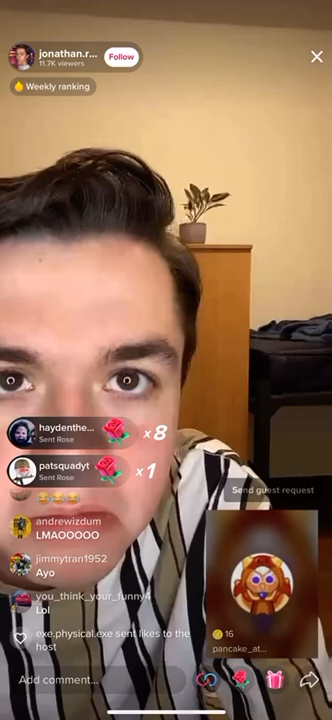 jonathan.r...
11.7K viewers
Follow
Weekly ranking
haydenthe...
Sent Rose
x8
patsquadyt
Sent Rose
x1
Send guest request
andrewizdum
LMAOOOOO
jimmytran1952
Ayo
you_think_your_funny4
Lol
exe.physical.exe sent likes to the
host
16
pancake_at...
Add comment...